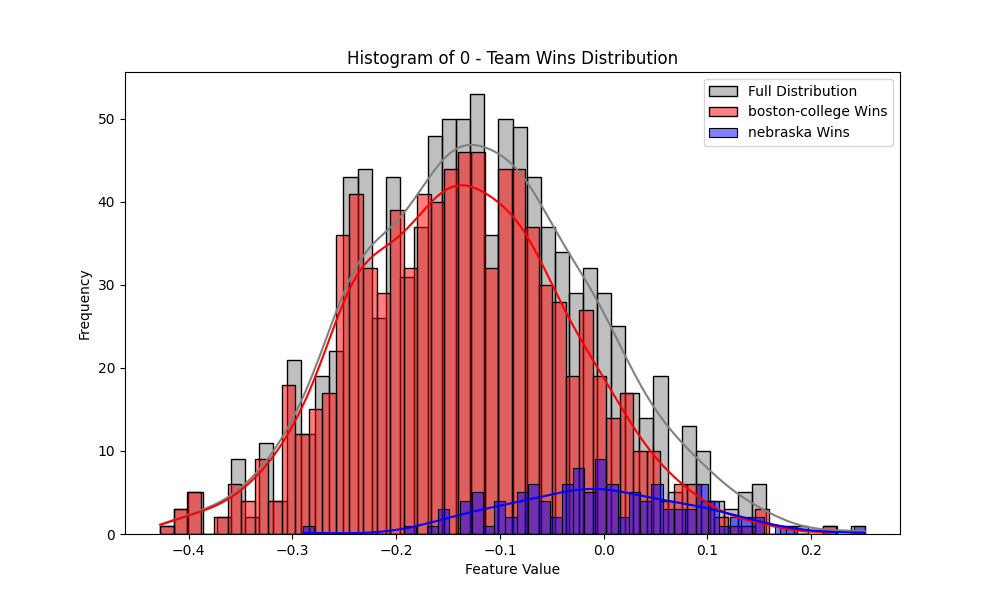 Histogram of 0 - Team Wins Distribution
Full Distribution
boston-college Wins
nebraska Wins
50
40
30
20
10
0
Frequency
−0.4
−0.3
−0.2
−0.1
0.0
0.1
0.2
Feature Value